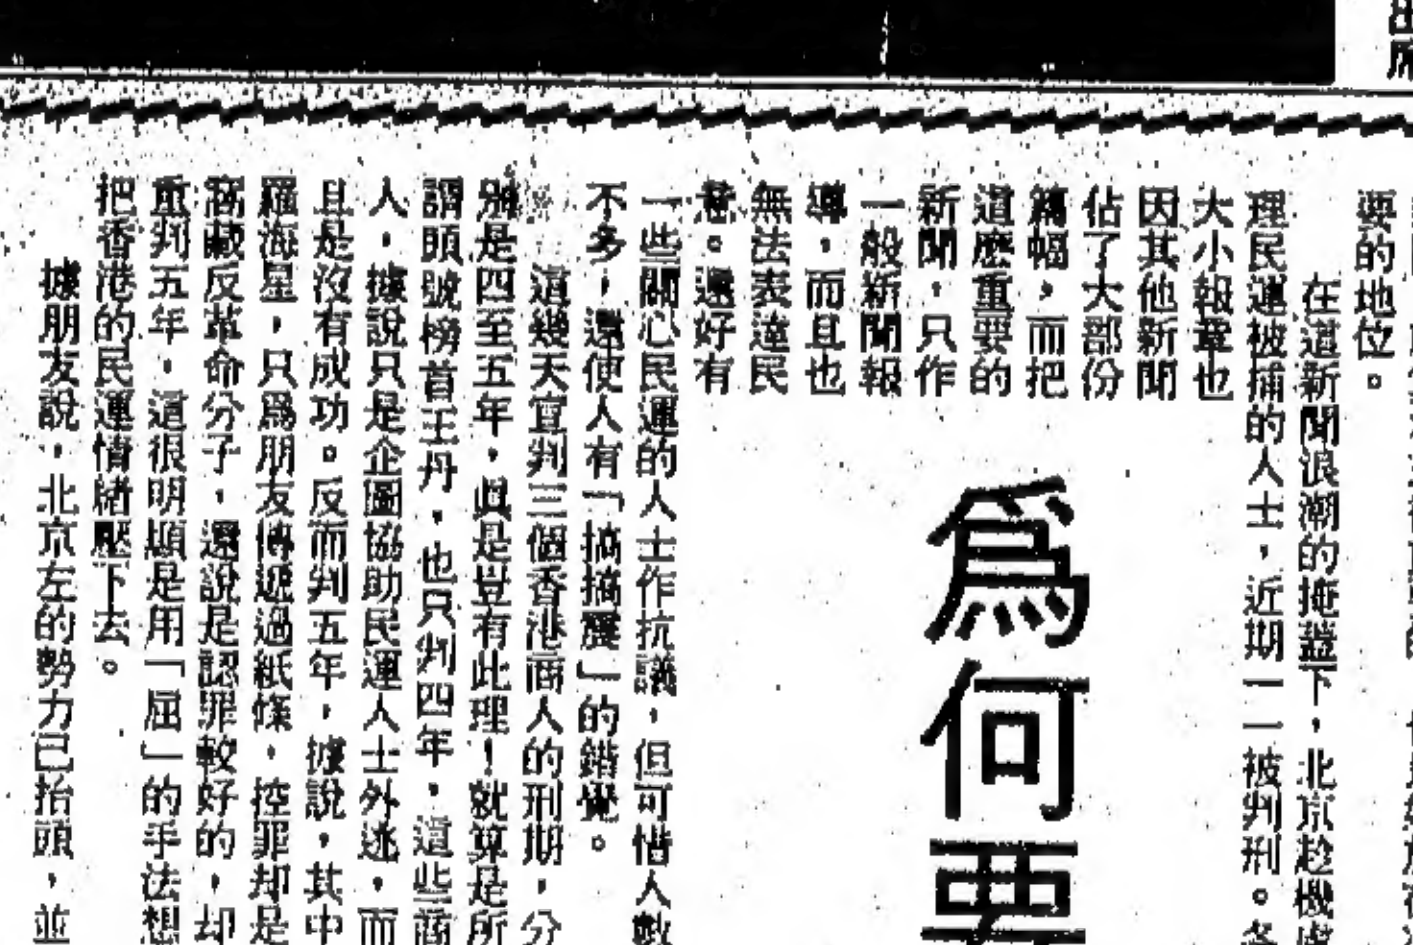 要的地位。
在這新聞浪潮的掩蓋下，北京趁機處
理民運被捕的人士，近期一一被判刑。各
大小報章也
因其他新聞
佔了大部份
篇幅，而把
這麼重要的
新聞，只作
一般新聞報
導，而且也
無法表達民
意。還好有
一些關心民運的人士作抗議，但可惜人數
不多，還使人有「搞搞震」的錯覺。
這幾天宣判三個香港商人的刑期，分
別是四至五年，眞是豈有此理！就算是所
謂頭號榜首王丹，也只判四年，這些商
人，據說只是企圖協助民運人士外逃，而
且是沒有成功。反而判五年，據說，其中
羅海星，只爲朋友傳遞過紙條，控罪却是
窩藏反革命分子，還說是認罪較好的，却
重判五年，這很明顯是用「屈」的手法想
把香港的民運情緒壓下去。
據朋友說，北京左的勢力已抬頭，並
爲何要